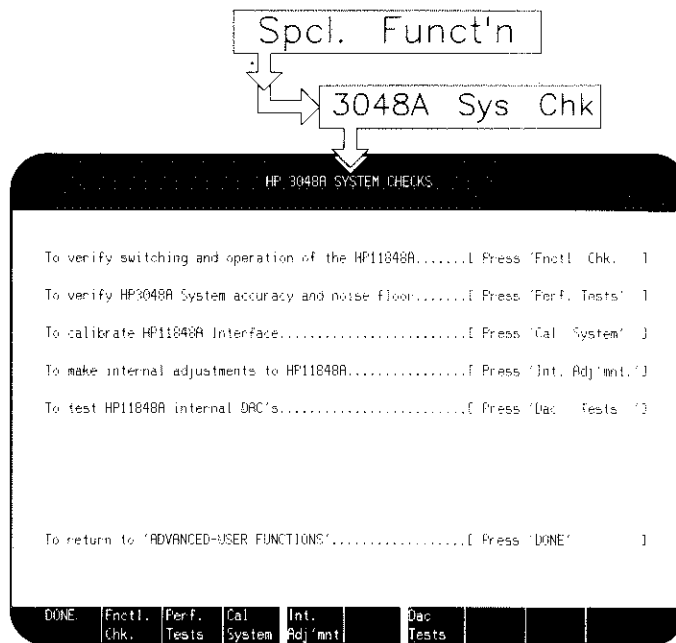 Spcl. Funct'n
3048A Sys Chk
HP 3048A SYSTEM CHECKS
To verify switching and operation of the HP11848A.......[ Press 'Fnctl. Chk. ]
To verify HP3048A System accuracy and noise floor.......[ Press 'Perf. Tests' ]
To calibrate HP11848A Interface.........................[ Press 'Cal System' ]
To make internal adjustments to HP11848A................[ Press 'Int. Adj'mnt.']
To test HP11848A internal DAC's.........................[ Press 'Dac Tests ']
To return to 'ADVANCED-USER FUNCTIONS'..................[ Press 'DONE' ]
DONE Fnctl. Perf. Cal Int. Dac
Chk. Tests System Adj'mnt Tests